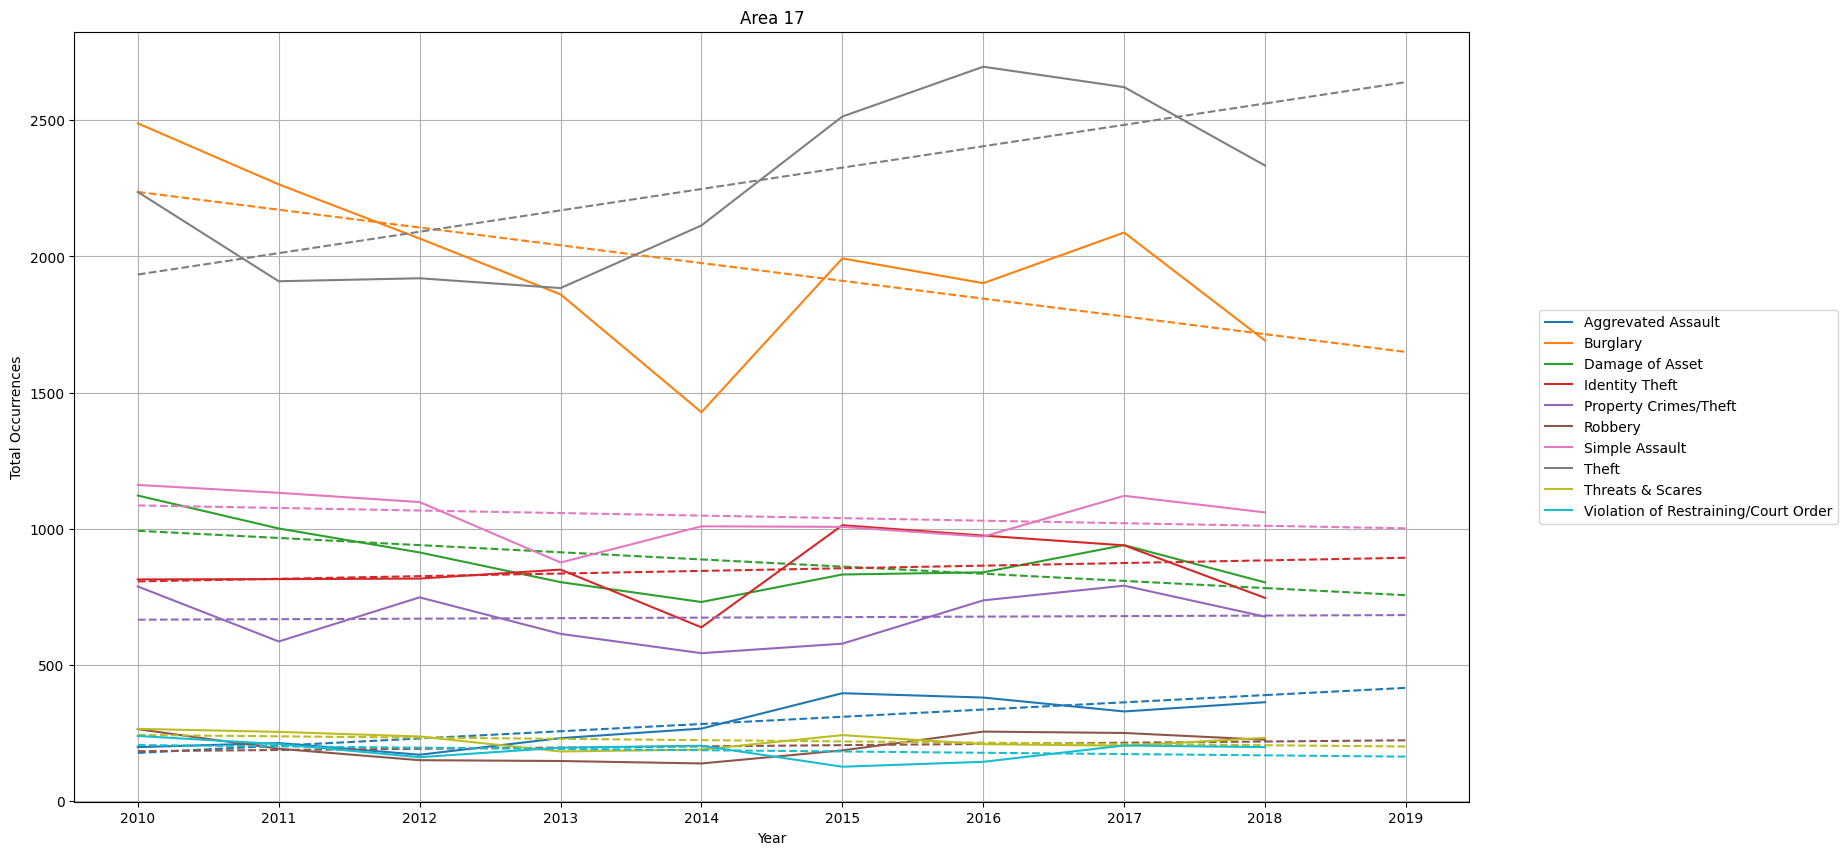 Area 17
Total Occurrences
2500
2000
1500
1000
500
0
2010 2011 2012 2013 2014 2015 2016 2017 2018 2019
Year
Aggrevated Assault
Burglary
Damage of Asset
Identity Theft
Property Crimes/Theft
Robbery
Simple Assault
Theft
Threats & Scares
Violation of Restraining/Court Order